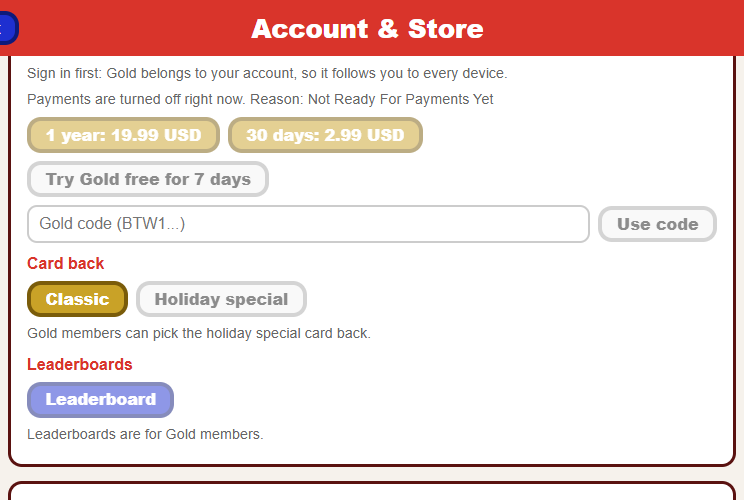 Account & Store
Sign in first: Gold belongs to your account, so it follows you to every device.
Payments are turned off right now. Reason: Not Ready For Payments Yet
1 year: 19.99 USD
30 days: 2.99 USD
Try Gold free for 7 days
Gold code (BTW1...)
Use code
Card back
Classic
Holiday special
Gold members can pick the holiday special card back.
Leaderboards
Leaderboard
Leaderboards are for Gold members.